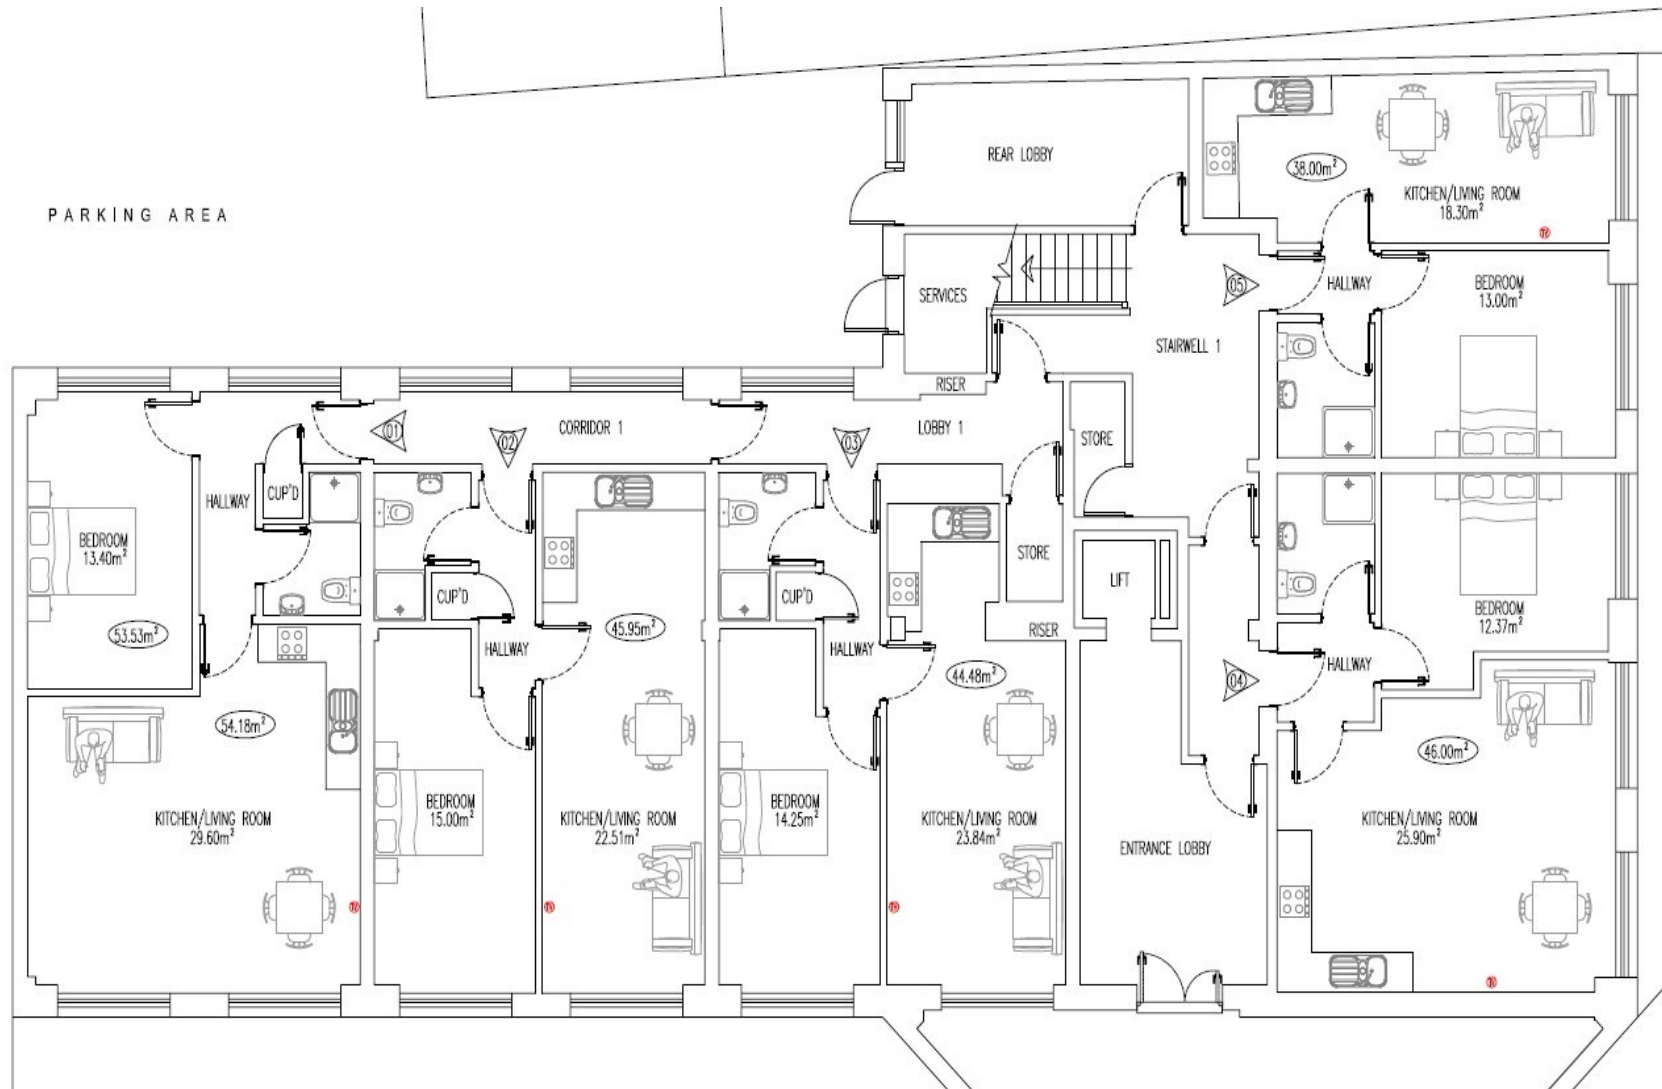 REAR LOBBY
38.00m²
KITCHEN/LIVING ROOM
18.30m²
PARKING AREA
SERVICES
05
HALLWAY
BEDROOM
13.00m²
STAIRWELL 1
RISER
01
CORRIDOR 1
02
03
LOBBY 1
STORE
CUP'D
HALLWAY
BEDROOM
13.40m²
STORE
LIFT
CUP'D
CUP'D
53.53m²
45.95m²
RISER
BEDROOM
12.37m²
HALLWAY
HALLWAY
HALLWAY
44.48m²
04
54.18m²
46.00m²
BEDROOM
15.00m²
BEDROOM
14.25m²
KITCHEN/LIVING ROOM
29.60m²
KITCHEN/LIVING ROOM
22.51m²
KITCHEN/LIVING ROOM
23.84m²
KITCHEN/LIVING ROOM
25.90m²
ENTRANCE LOBBY